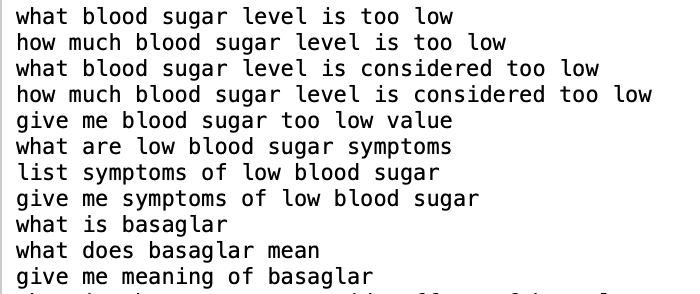 what blood sugar level is too low
how much blood sugar level is too low
what blood sugar level is considered too low
how much blood sugar level is considered too low
give me blood sugar too low value
what are low blood sugar symptoms
list symptoms of low blood sugar
give me symptoms of low blood sugar
what is basaglar
what does basaglar mean
give me meaning of basaglar